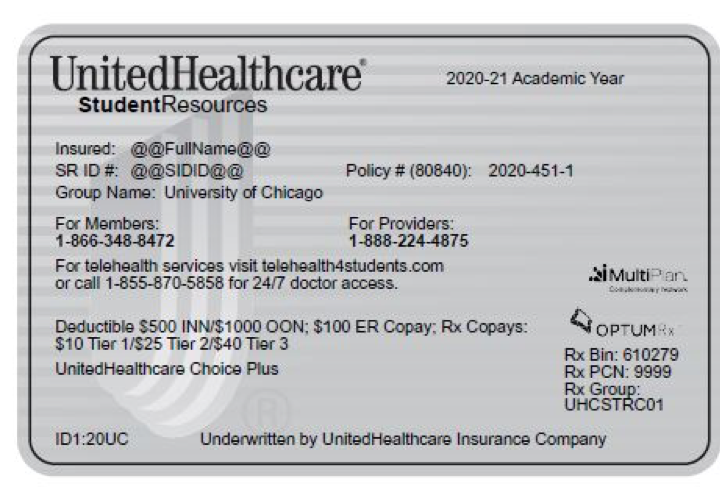 UnitedHealthcare®
StudentResources
2020-21 Academic Year
Insured: @@FullName@@
SR ID #: @@SIDID@@
Policy # (80840): 2020-451-1
Group Name: University of Chicago
For Members:
1-866-348-8472
For Providers:
1-888-224-4875
For telehealth services visit telehealth4students.com
or call 1-855-870-5858 for 24/7 doctor access.
MultiPlan.
Complementary Network
Deductible $500 INN/$1000 OON; $100 ER Copay; Rx Copays:
$10 Tier 1/$25 Tier 2/$40 Tier 3
UnitedHealthcare Choice Plus
OPTUMRx
Rx Bin: 610279
Rx PCN: 9999
Rx Group:
UHCSTRC01
®
ID1:20UC
Underwritten by UnitedHealthcare Insurance Company